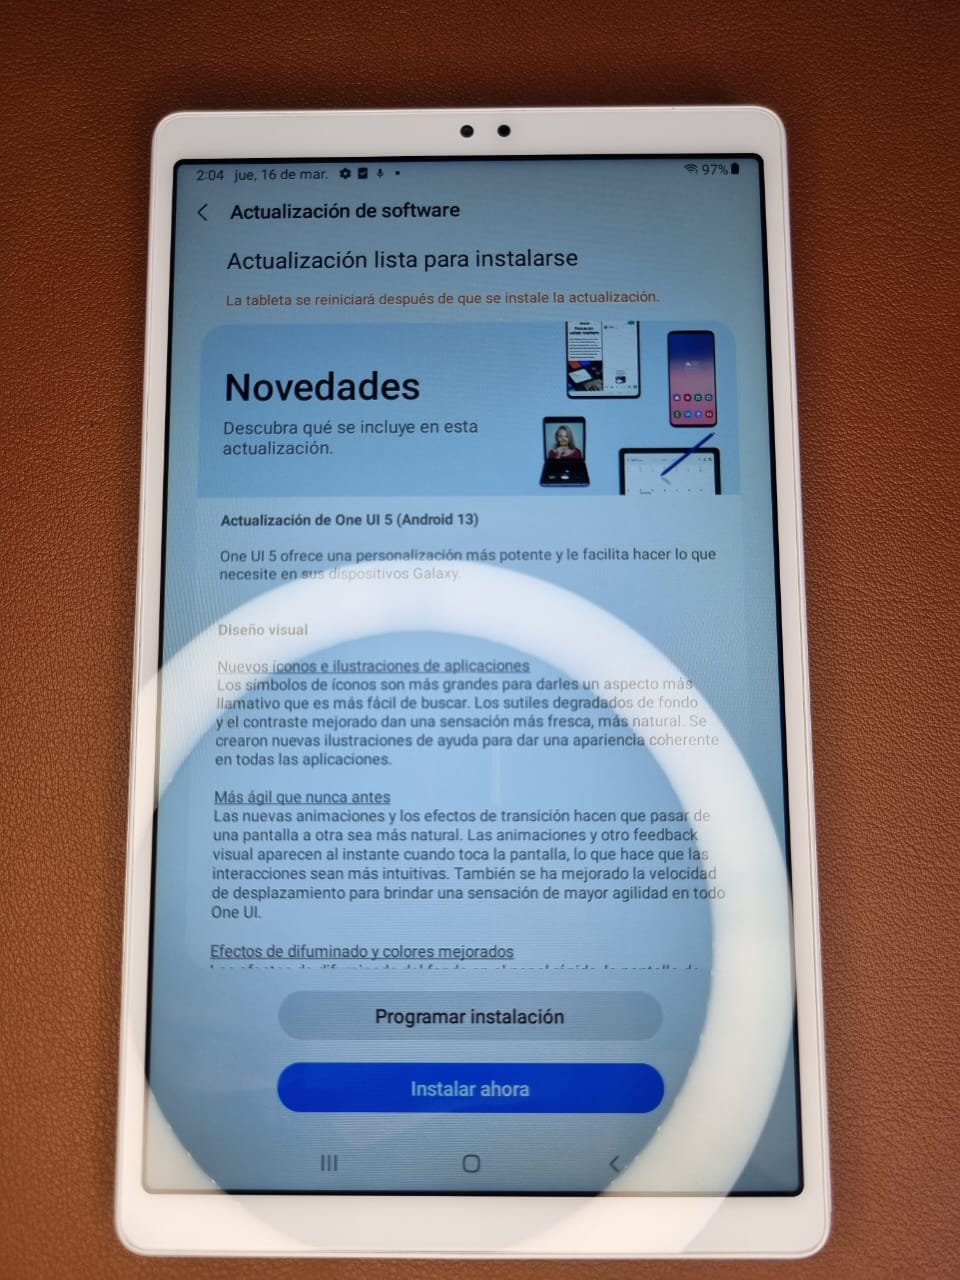 2:04 jue, 16 de mar. 97%
Actualización de software
Actualización lista para instalarse
La tableta se reiniciará después de que se instale la actualización.
Novedades
Descubra qué se incluye en esta
actualización.
Actualización de One UI 5 (Android 13)
One UI 5 ofrece una personalización más potente y le facilita hacer lo que
necesite en sus dispositivos Galaxy.
Diseño visual
Nuevos íconos e ilustraciones de aplicaciones
Los símbolos de íconos son más grandes para darles un aspecto más
llamativo que es más fácil de buscar. Los sutiles degradados de fondo
y el contraste mejorado dan una sensación más fresca, más natural. Se
crearon nuevas ilustraciones de ayuda para dar una apariencia coherente
en todas las aplicaciones.
Más ágil que nunca antes
Las nuevas animaciones y los efectos de transición hacen que pasar de
una pantalla a otra sea más natural. Las animaciones y otro feedback
visual aparecen al instante cuando toca la pantalla, lo que hace que las
interacciones sean más intuitivas. También se ha mejorado la velocidad
de desplazamiento para brindar una sensación de mayor agilidad en todo
One UI.
Efectos de difuminado y colores mejorados
Programar instalación
Instalar ahora